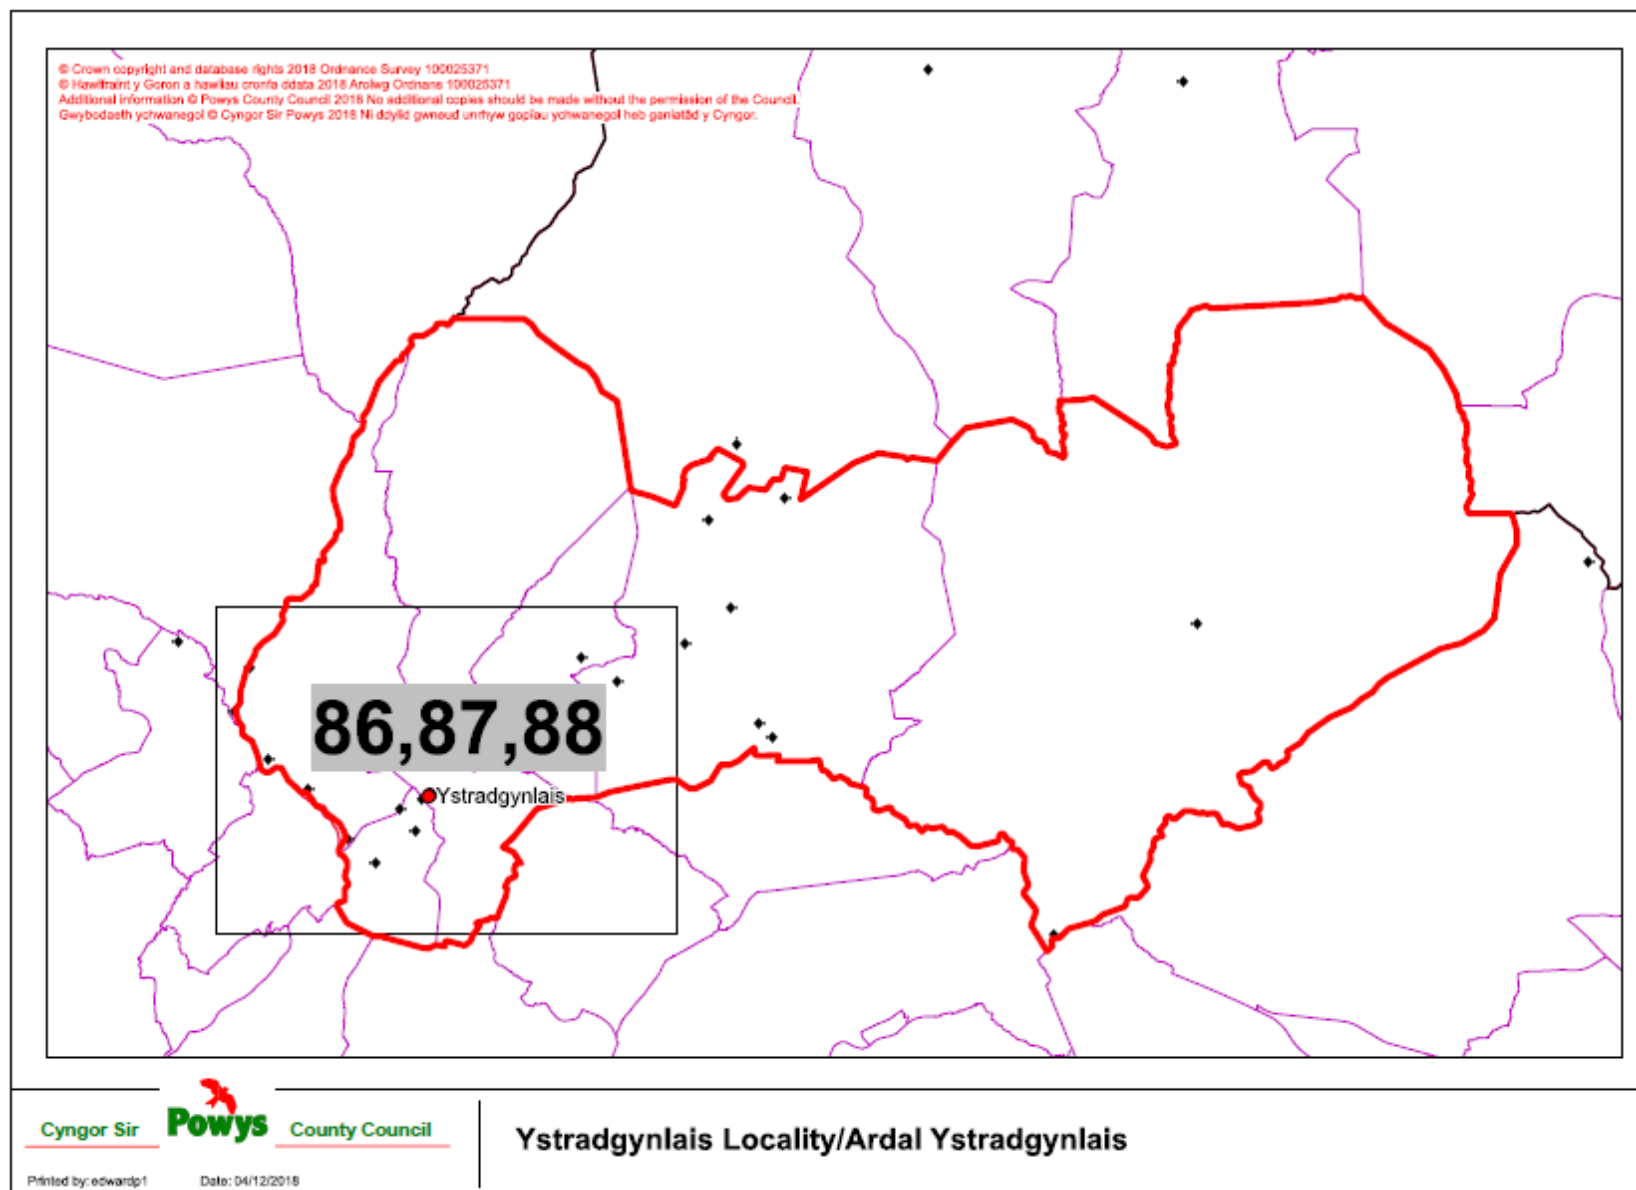 © Crown copyright and database rights 2018 Ordnance Survey 100025371
© Hawlfraint y Goron a hawliau cronfa ddata 2018 Arolwg Ordnans 100025371
Additional Information © Powys County Council 2018 No additional copies should be made without the permission of the Council.
Gwybodaeth ychwanegol © Cyngor Sir Powys 2018 Ni ddylid gwneud unrhyw gopïau ychwanegol heb ganiatâd y Cyngor.
86,87,88
Ystradgynlais
Cyngor Sir Powys County Council
Ystradgynlais Locality/Ardal Ystradgynlais
Printed by: edwardp1 Date: 04/12/2018